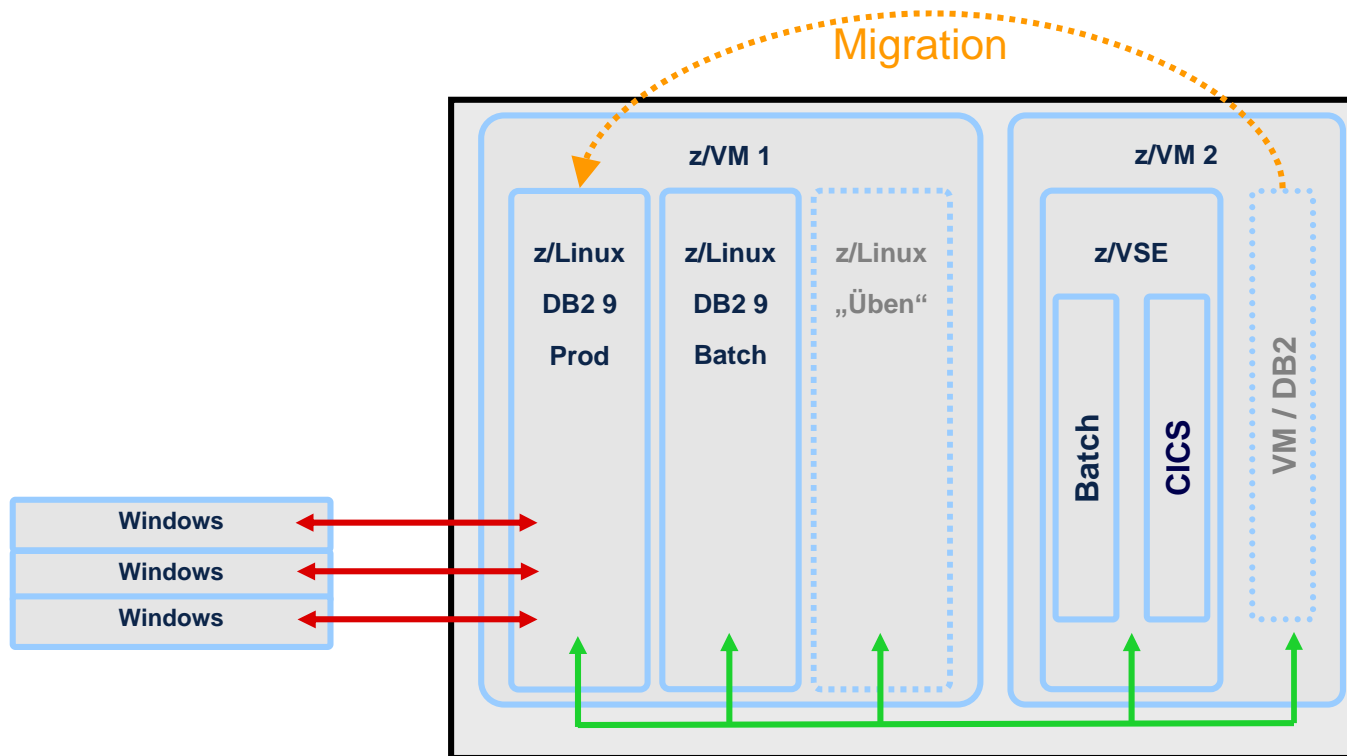 Migration
z/VM 1
z/VM 2
z/Linux
DB2 9
Prod
z/Linux
DB2 9
Batch
z/Linux
„Üben“
z/VSE
Batch
CICS
VM / DB2
Windows
Windows
Windows